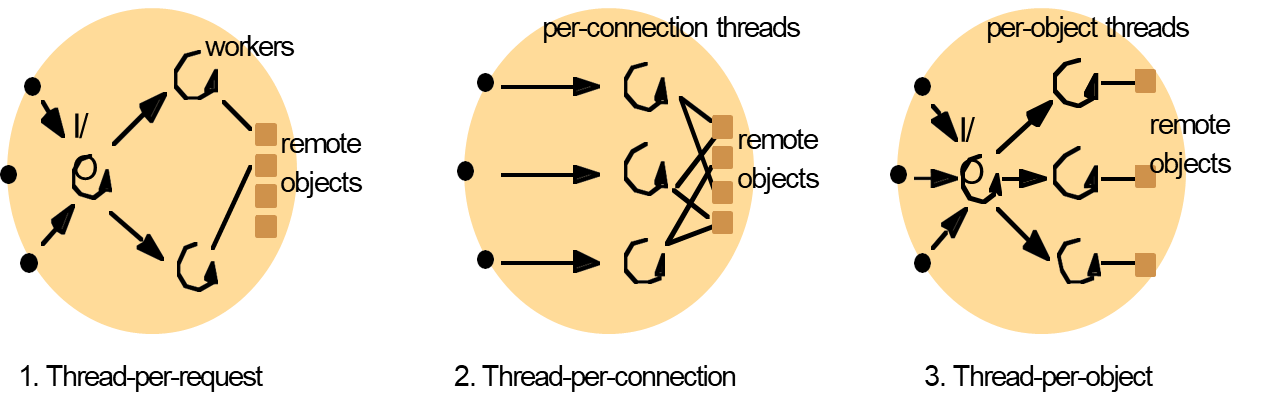 workers
I/
O
remote
objects
1. Thread-per-request
per-connection threads
remote
objects
2. Thread-per-connection
per-object threads
I/
O
remote
objects
3. Thread-per-object